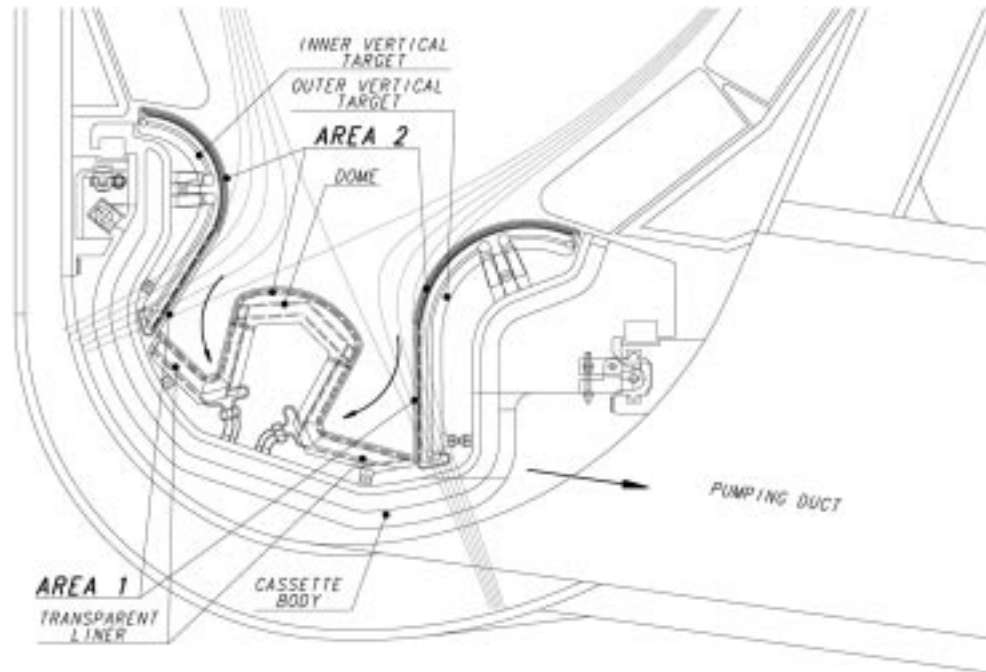 INNER VERTICAL
TARGET
OUTER VERTICAL
TARGET
AREA 2
DOME
PUMPING DUCT
AREA 1
TRANSPARENT
LINER
CASSETTE
BODY